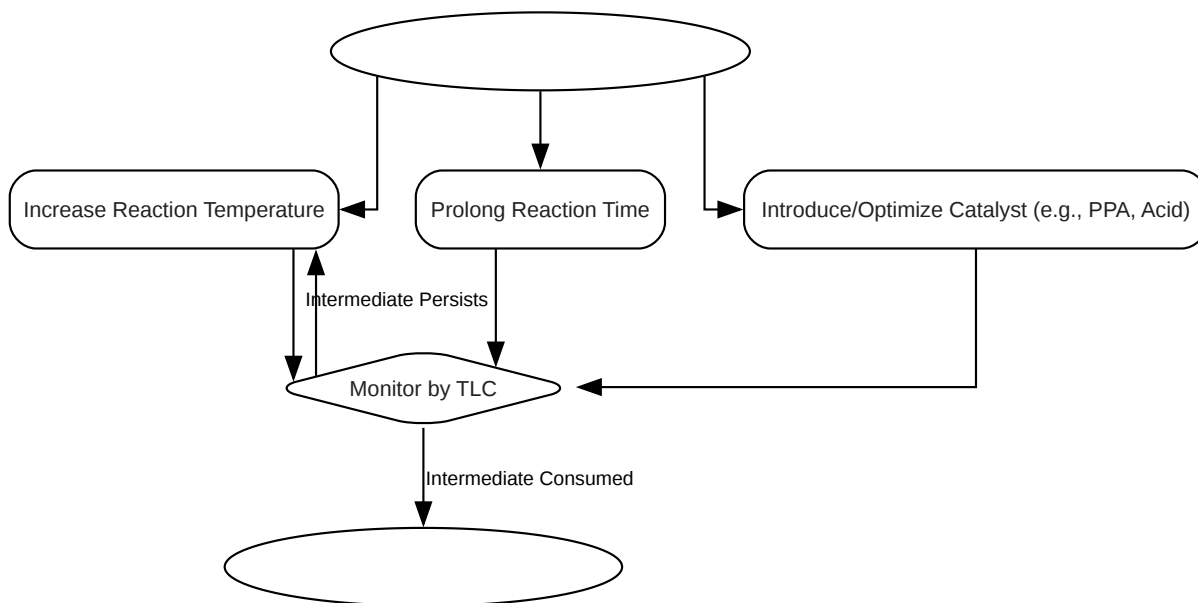 Increase Reaction Temperature
Prolong Reaction Time
Introduce/Optimize Catalyst (e.g., PPA, Acid)
Intermediate Persists
Monitor by TLC
Intermediate Consumed